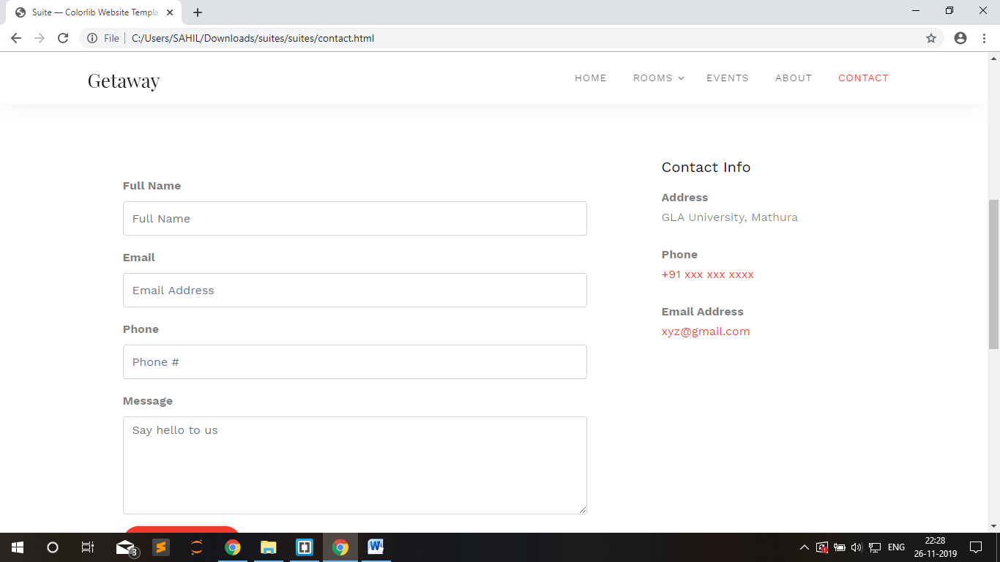 Suite — Colorlib Website Templa
File
C:/Users/SAHIL/Downloads/suites/suites/contact.html
Getaway
HOME ROOMS EVENTS ABOUT CONTACT
Full Name
Full Name
Email
Email Address
Phone
Phone #
Message
Say hello to us
Contact Info
Address
GLA University, Mathura
Phone
+91 xxx xxx xxxx
Email Address
xyz@gmail.com
3
ENG
22:28
26-11-2019